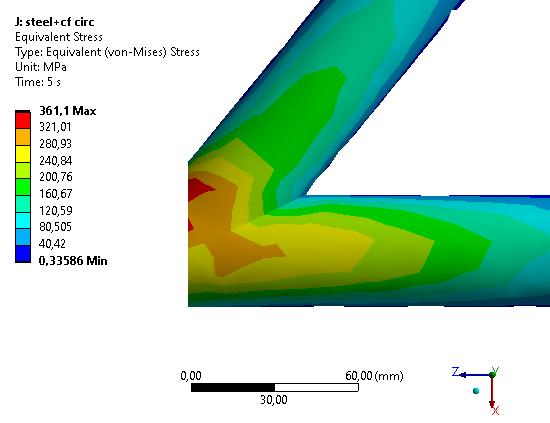 J: steel+cf circ
Equivalent Stress
Type: Equivalent (von-Mises) Stress
Unit: MPa
Time: 5 s
361,1 Max
321,01
280,93
240,84
200,76
160,67
120,59
80,505
40,42
0,33586 Min
0,00 60,00 (mm)
30,00
Z Y
X